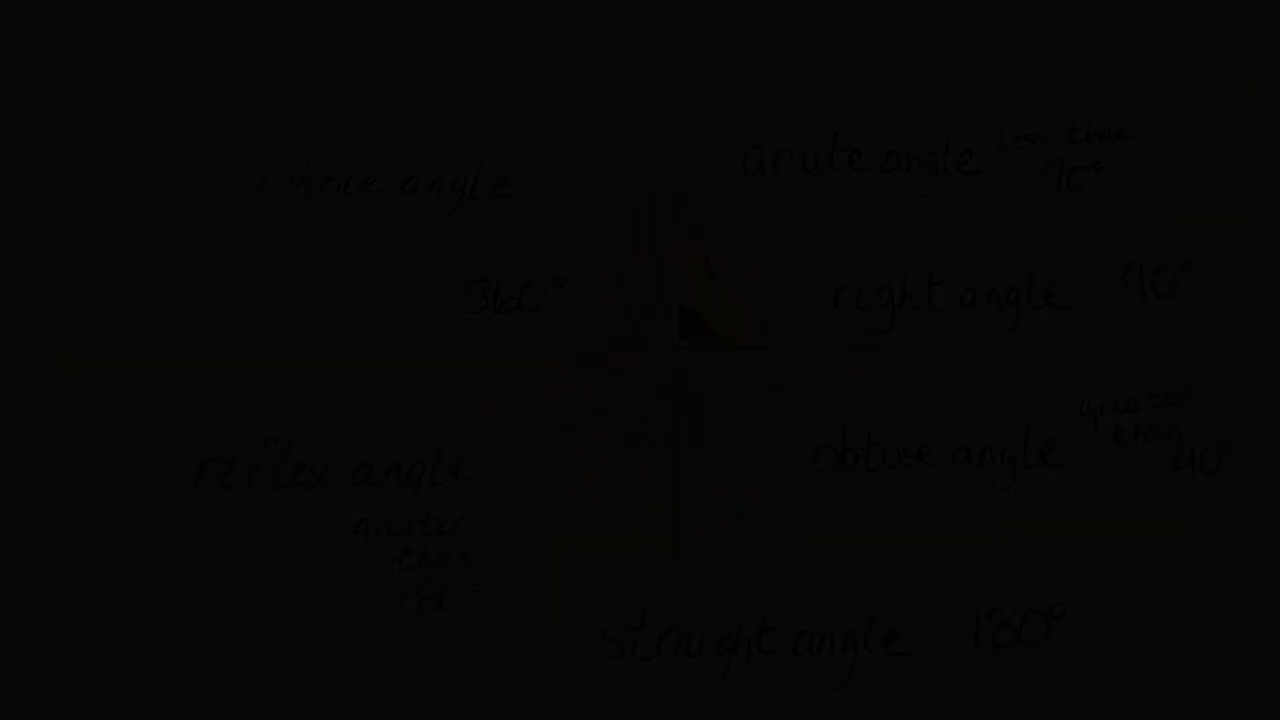 acute angle less than
90°
whole angle
360°
right angle 90°
obtuse angle greater
than
90°
reflex angle
greater
than
180°
straight angle 180°